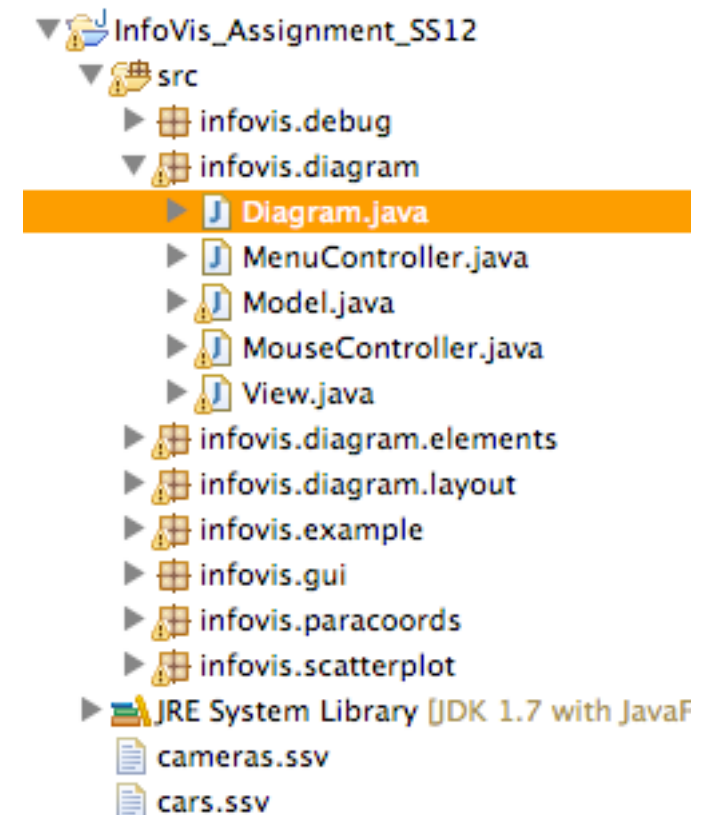 InfoVis_Assignment_SS12
src
infovis.debug
infovis.diagram
Diagram.java
MenuController.java
Model.java
MouseController.java
View.java
infovis.diagram.elements
infovis.diagram.layout
infovis.example
infovis.gui
infovis.paracoords
infovis.scatterplot
JRE System Library [JDK 1.7 with JavaF
cameras.ssv
cars.ssv